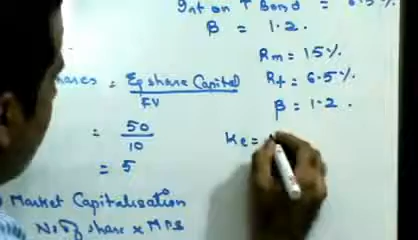 Int on T Bond = 6.5%
β = 1.2.
Rm = 15%.
Rf = 6.5%
β = 1.2.
shares = Eq share Capital
FV
= 50
10
= 5
Ke =
Market Capitalisation
No of share x MPS